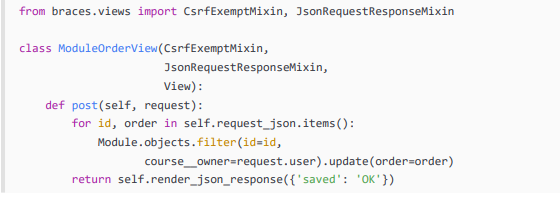 from braces.views import CsrfExemptMixin, JsonRequestResponseMixin
class ModuleOrderView(CsrfExemptMixin,
                      JsonRequestResponseMixin,
                      View):
    def post(self, request):
        for id, order in self.request_json.items():
            Module.objects.filter(id=id,
                   course__owner=request.user).update(order=order)
        return self.render_json_response({'saved': 'OK'})